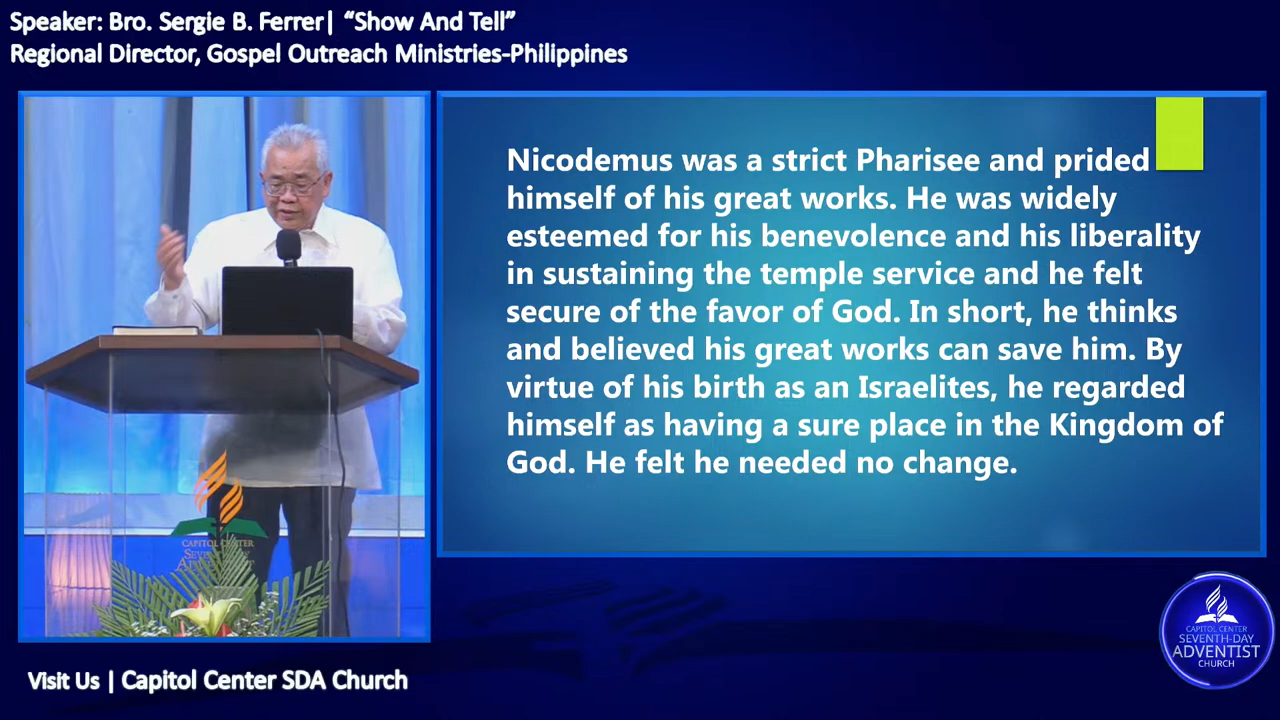 Speaker: Bro. Sergie B. Ferrer| “Show And Tell”
Regional Director, Gospel Outreach Ministries-Philippines
Nicodemus was a strict Pharisee and prided
himself of his great works. He was widely
esteemed for his benevolence and his liberality
in sustaining the temple service and he felt
secure of the favor of God. In short, he thinks
and believed his great works can save him. By
virtue of his birth as an Israelites, he regarded
himself as having a sure place in the Kingdom of
God. He felt he needed no change.
CAPITOL CENTER
SEVENTH-DAY
ADVENTIST
CAPITOL CENTER
SEVENTH-DAY
ADVENTIST
CHURCH
Visit Us | Capitol Center SDA Church